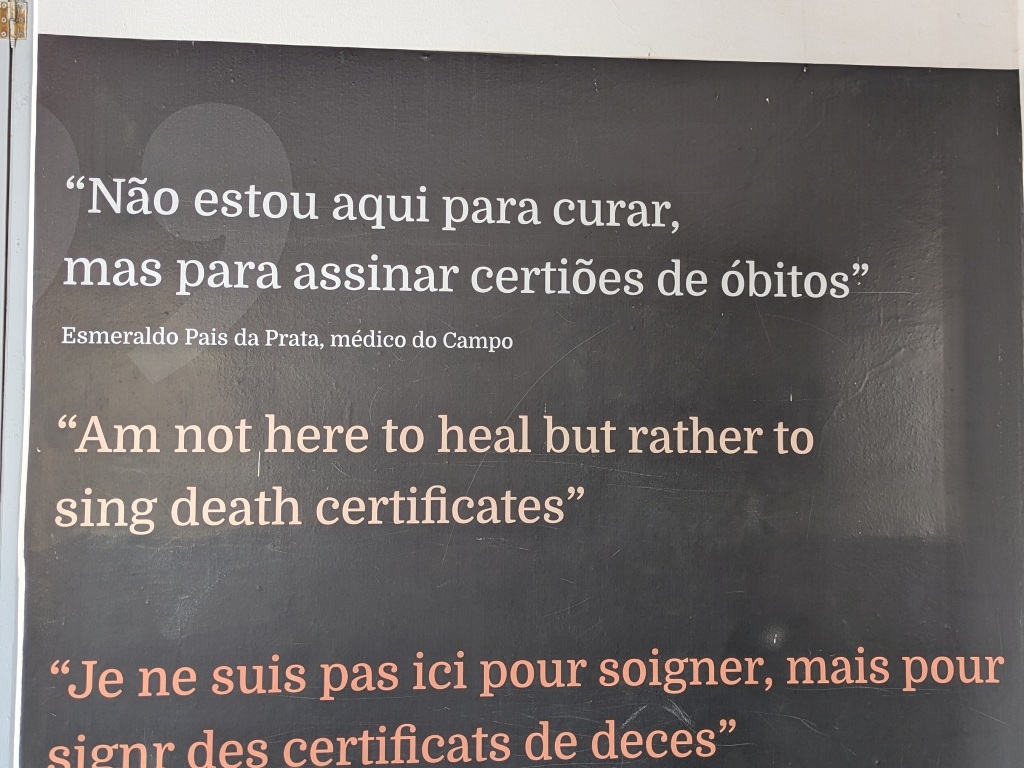 “Não estou aqui para curar,
mas para assinar certiões de óbitos”
Esmeraldo Pais da Prata, médico do Campo
“Am not here to heal but rather to
sing death certificates”
“Je ne suis pas ici pour soigner, mais pour
signr des certificats de deces”